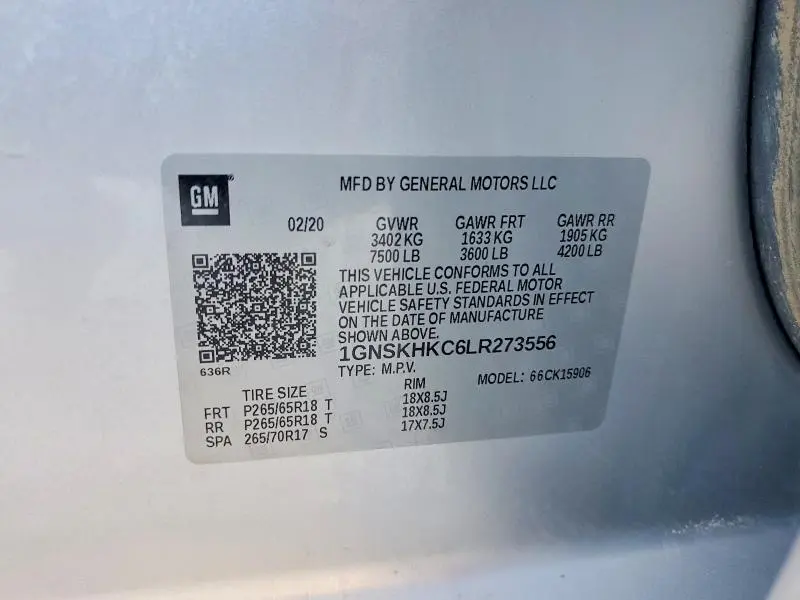 GM
MFD BY GENERAL MOTORS LLC
02/20 GVWR GAWR FRT GAWR RR
3402 KG 1633 KG 1905 KG
7500 LB 3600 LB 4200 LB
THIS VEHICLE CONFORMS TO ALL
APPLICABLE U.S. FEDERAL MOTOR
VEHICLE SAFETY STANDARDS IN EFFECT
ON THE DATE OF MANUFACTURE
SHOWN ABOVE.
1GNSKHKC6LR273556
636R
TYPE: M.P.V. MODEL: 66CK15906
TIRE SIZE RIM
FRT P265/65R18 T 18X8.5J
RR P265/65R18 T 18X8.5J
SPA 265/70R17 S 17X7.5J